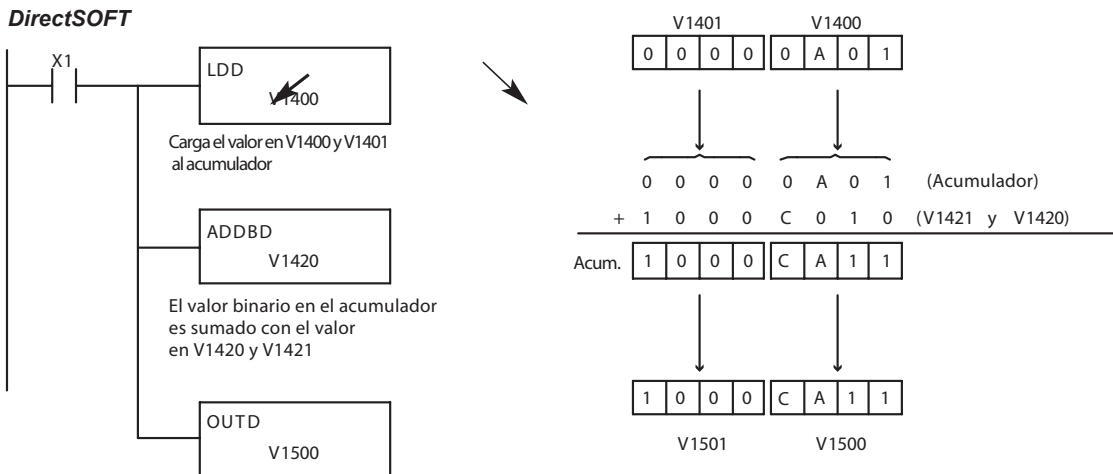 DirectSOFT
X1
LDD
V1400
Carga el valor en V1400 y V1401
al acumulador
ADDBD
V1420
El valor binario en el acumulador
es sumado con el valor
en V1420 y V1421
OUTD
V1500
V1401 V1400
0 0 0 0 0 A 0 1
0 0 0 0 0 A 0 1 (Acumulador)
+ 1 0 0 0 C 0 1 0 (V1421 y V1420)
Acum. 1 0 0 0 C A 1 1
1 0 0 0 C A 1 1
V1501 V1500